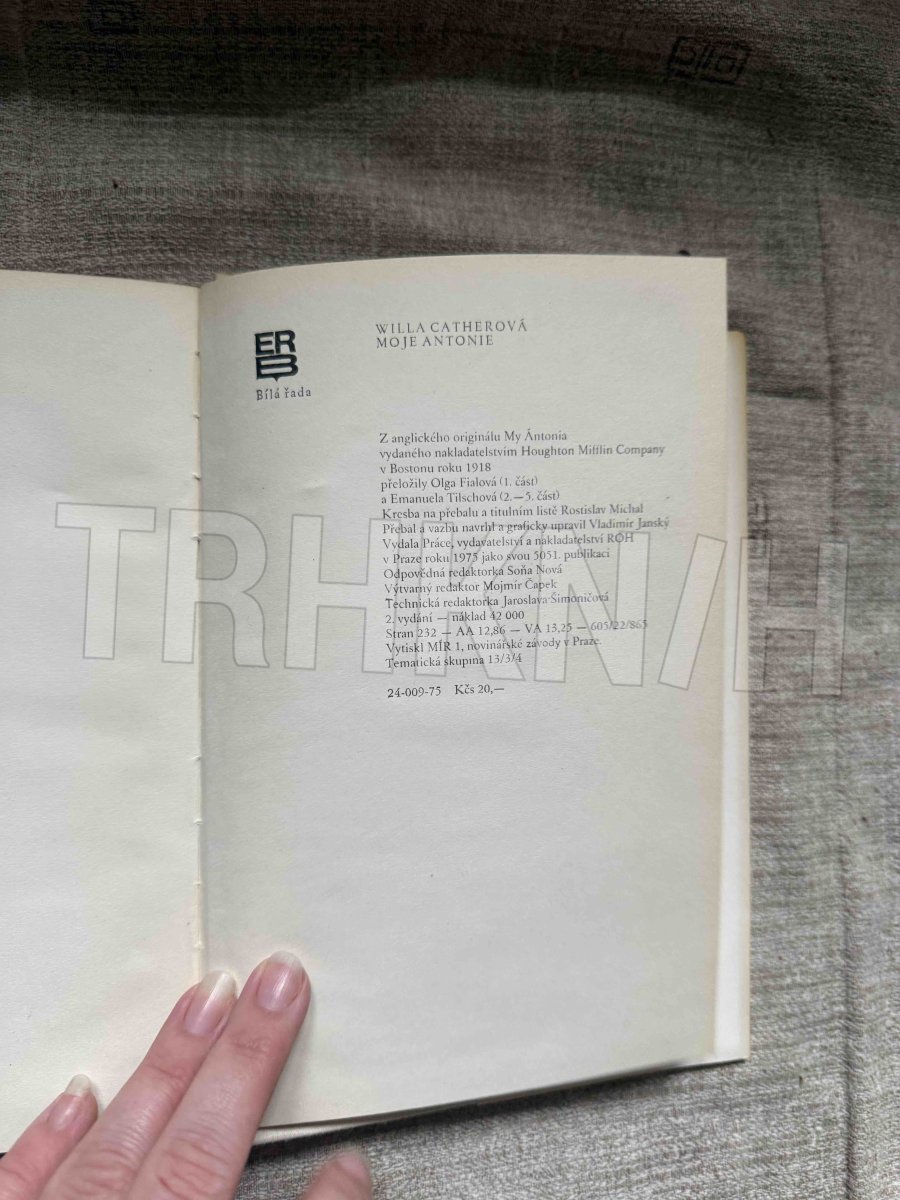 ERB
Bílá řada
WILLA CATHEROVÁ
MOJE ANTONIE
Z anglického originálu My Ántonia
vydaného nakladatelstvím Houghton Mifflin Company
v Bostonu roku 1918
přeložily Olga Fialová (1. část)
a Emanuela Tilschová (2.—5. část)
Kresba na přebalu a titulním listě Rostislav Michal
Přebal a vazbu navrhl a graficky upravil Vladimír Janský
Vydala Práce, vydavatelství a nakladatelství ROH
v Praze roku 1975 jako svou 5051. publikaci
Odpovědná redaktorka Soňa Nová
Výtvarný redaktor Mojmír Čapek
Technická redaktorka Jaroslava Šimoničová
2. vydání — náklad 42 000
Stran 232 — AA 12,86 — VA 13,25 — 605/22/865
Vytiskl MÍR 1, novinářské závody v Praze.
Tematická skupina 13/3/4
24-009-75 Kčs 20,—